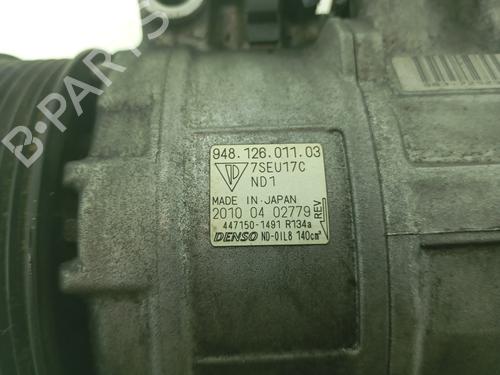 948.126.011.03
7SEU17C
ND1
MADE IN JAPAN
2010 04 02779
447150-1491 R134a
DENSO ND-OIL8 140cm³
REV